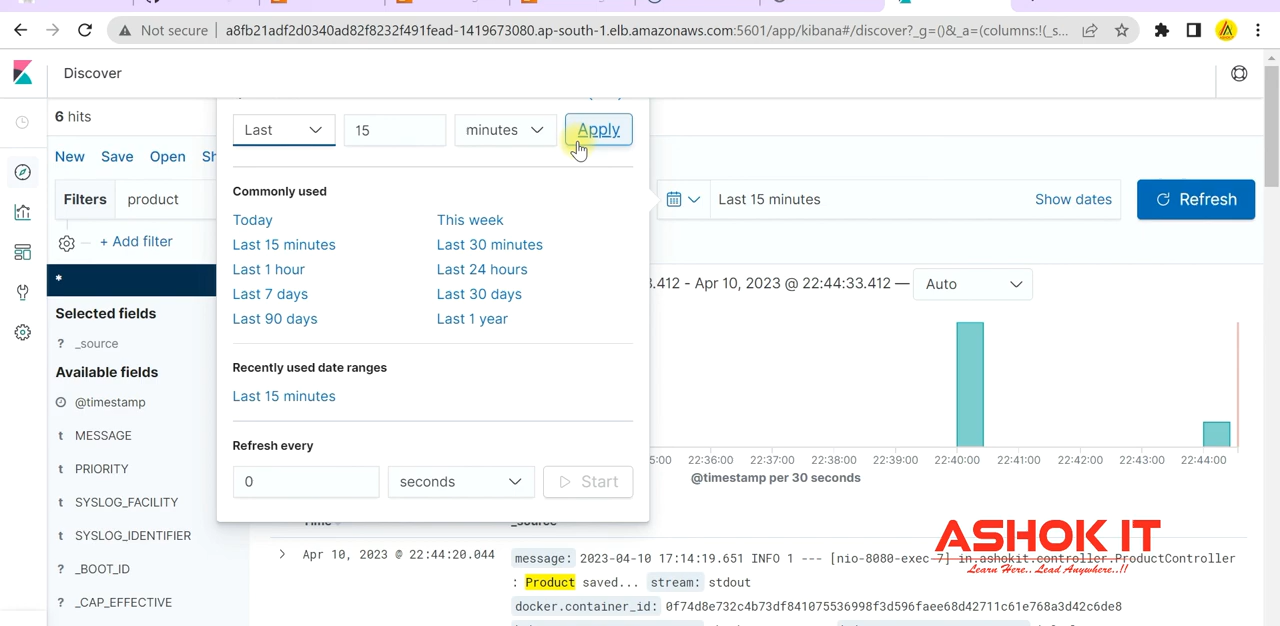 Not secure
a8fb21adf2d0340ad82f8232f491fead-1419673080.ap-south-1.elb.amazonaws.com:5601/app/kibana#/discover?_g=()&_a=(columns:!(_s...
Discover
6 hits
New Save Open Sh
Filters product
+ Add filter
*
Selected fields
? _source
Available fields
@timestamp
t MESSAGE
t PRIORITY
t SYSLOG_FACILITY
t SYSLOG_IDENTIFIER
? _BOOT_ID
? _CAP_EFFECTIVE
Last 15 minutes Apply
Commonly used
Today This week
Last 15 minutes Last 30 minutes
Last 1 hour Last 24 hours
Last 7 days Last 30 days
Last 90 days Last 1 year
Recently used date ranges
Last 15 minutes
Refresh every
0 seconds Start
Last 15 minutes Show dates Refresh
3.412 - Apr 10, 2023 @ 22:44:33.412 — Auto
5:00 22:36:00 22:37:00 22:38:00 22:39:00 22:40:00 22:41:00 22:42:00 22:43:00 22:44:00
@timestamp per 30 seconds
Time _source
Apr 10, 2023 @ 22:44:20.044
message: 2023-04-10 17:14:19.651 INFO 1 --- [nio-8080-exec-7] in.ashokit.controller.ProductController
: Product saved... stream: stdout
docker.container_id: 0f74d8e732c4b73df841075536998f3d596faee68d42711c61e768a3d42c6de8
ASHOK IT
Learn Here.. Lead Anywhere..!!